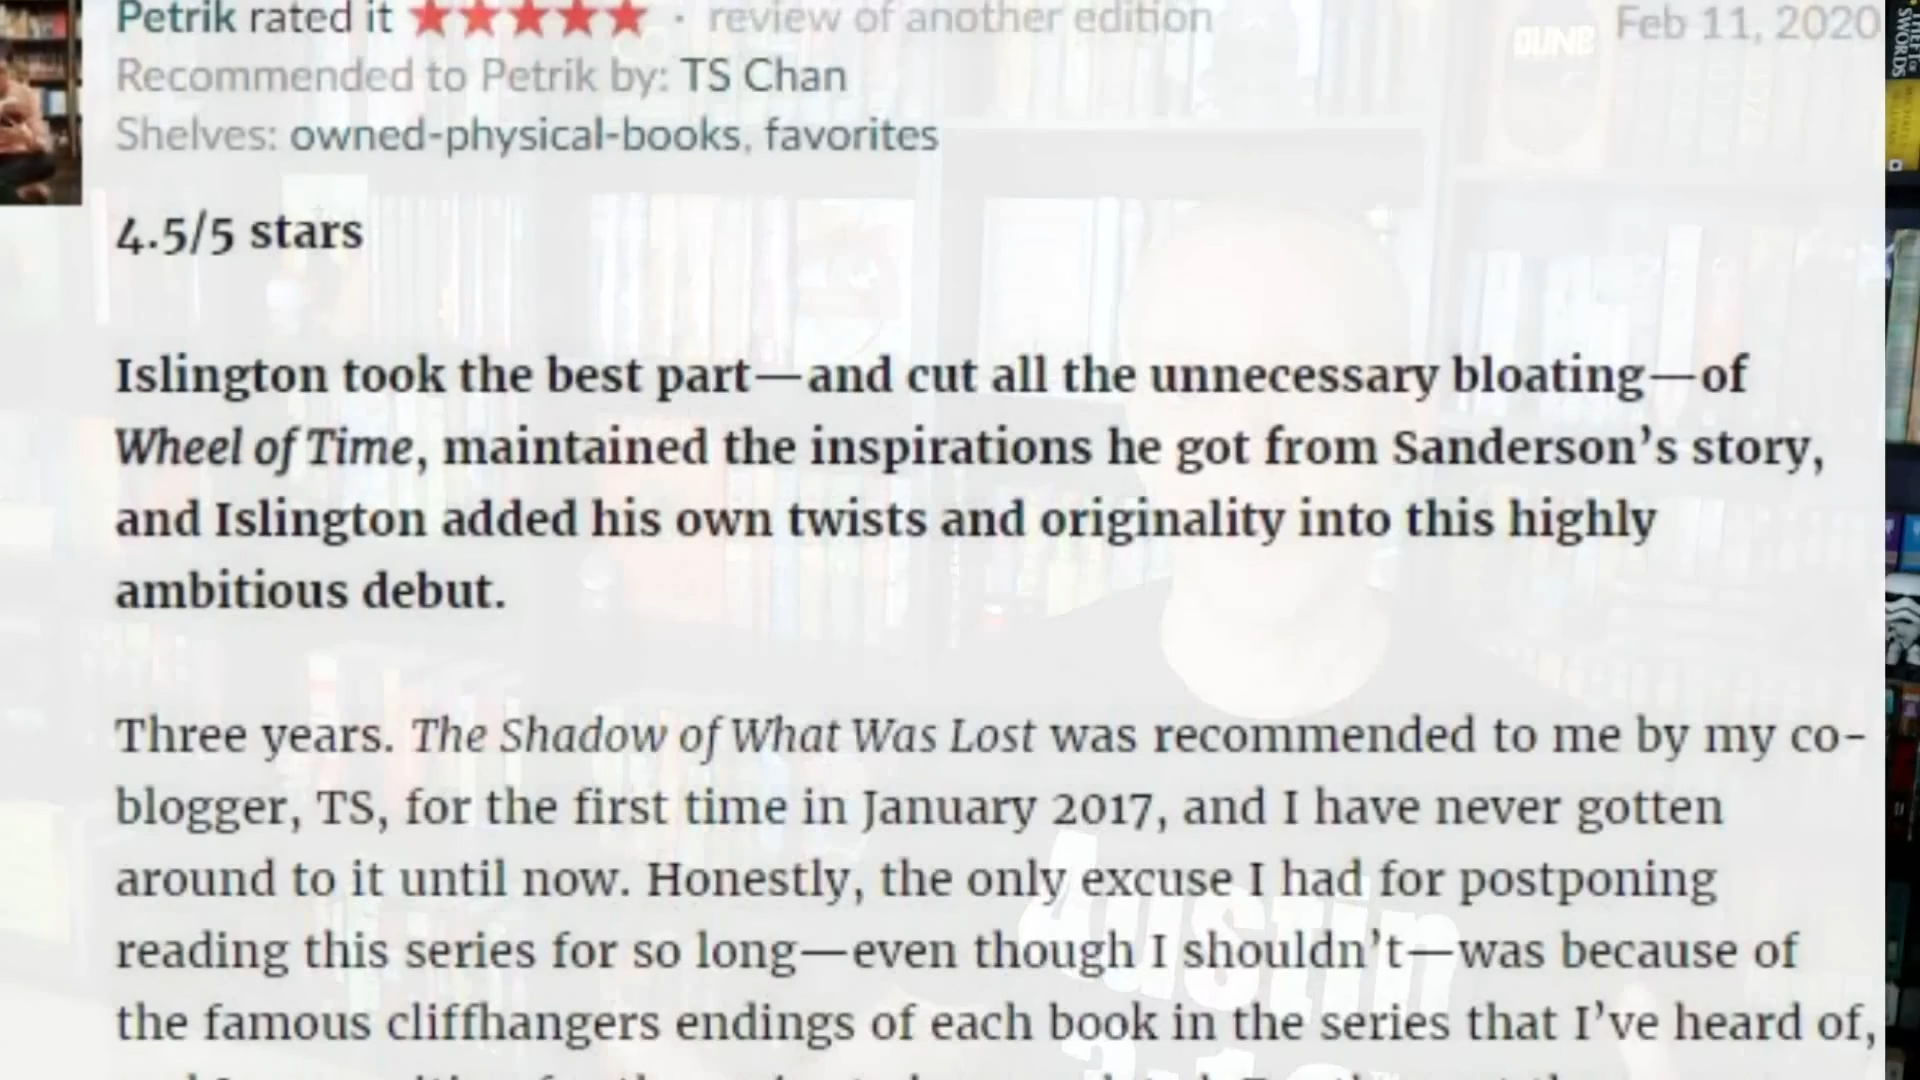 Petrik rated it ★★★★★ · review of another edition Feb 11, 2020
Recommended to Petrik by: TS Chan
Shelves: owned-physical-books, favorites
4.5/5 stars
Islington took the best part—and cut all the unnecessary bloating—of
Wheel of Time, maintained the inspirations he got from Sanderson’s story,
and Islington added his own twists and originality into this highly
ambitious debut.
Three years. The Shadow of What Was Lost was recommended to me by my co-
blogger, TS, for the first time in January 2017, and I have never gotten
around to it until now. Honestly, the only excuse I had for postponing
reading this series for so long—even though I shouldn’t—was because of
the famous cliffhangers endings of each book in the series that I’ve heard of,
DUNE
SWORDS
Austin
3:16